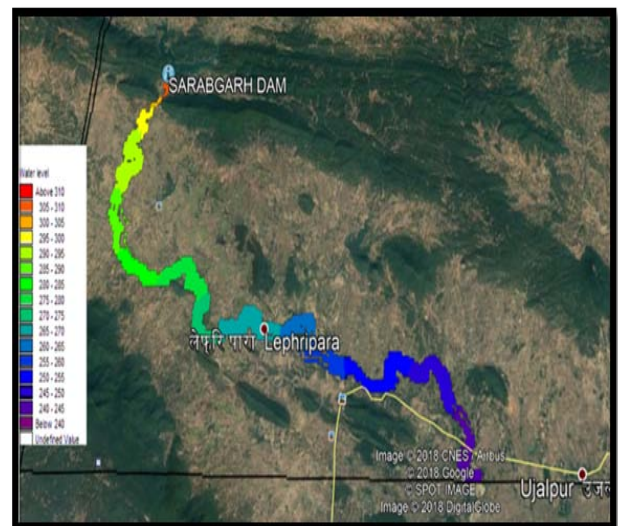 SARABGARH DAM
Water level
Above 310
305 - 310
300 - 305
295 - 300
290 - 295
285 - 290
280 - 285
275 - 280
270 - 275
265 - 270
260 - 265
255 - 260
250 - 255
245 - 250
240 - 245
Below 240
Undefined Value
Lephripara
Image © 2018 CNES / Airbus
© 2018 Google
© SPOT IMAGE
Image © 2018 DigitalGlobe
Ujalpur